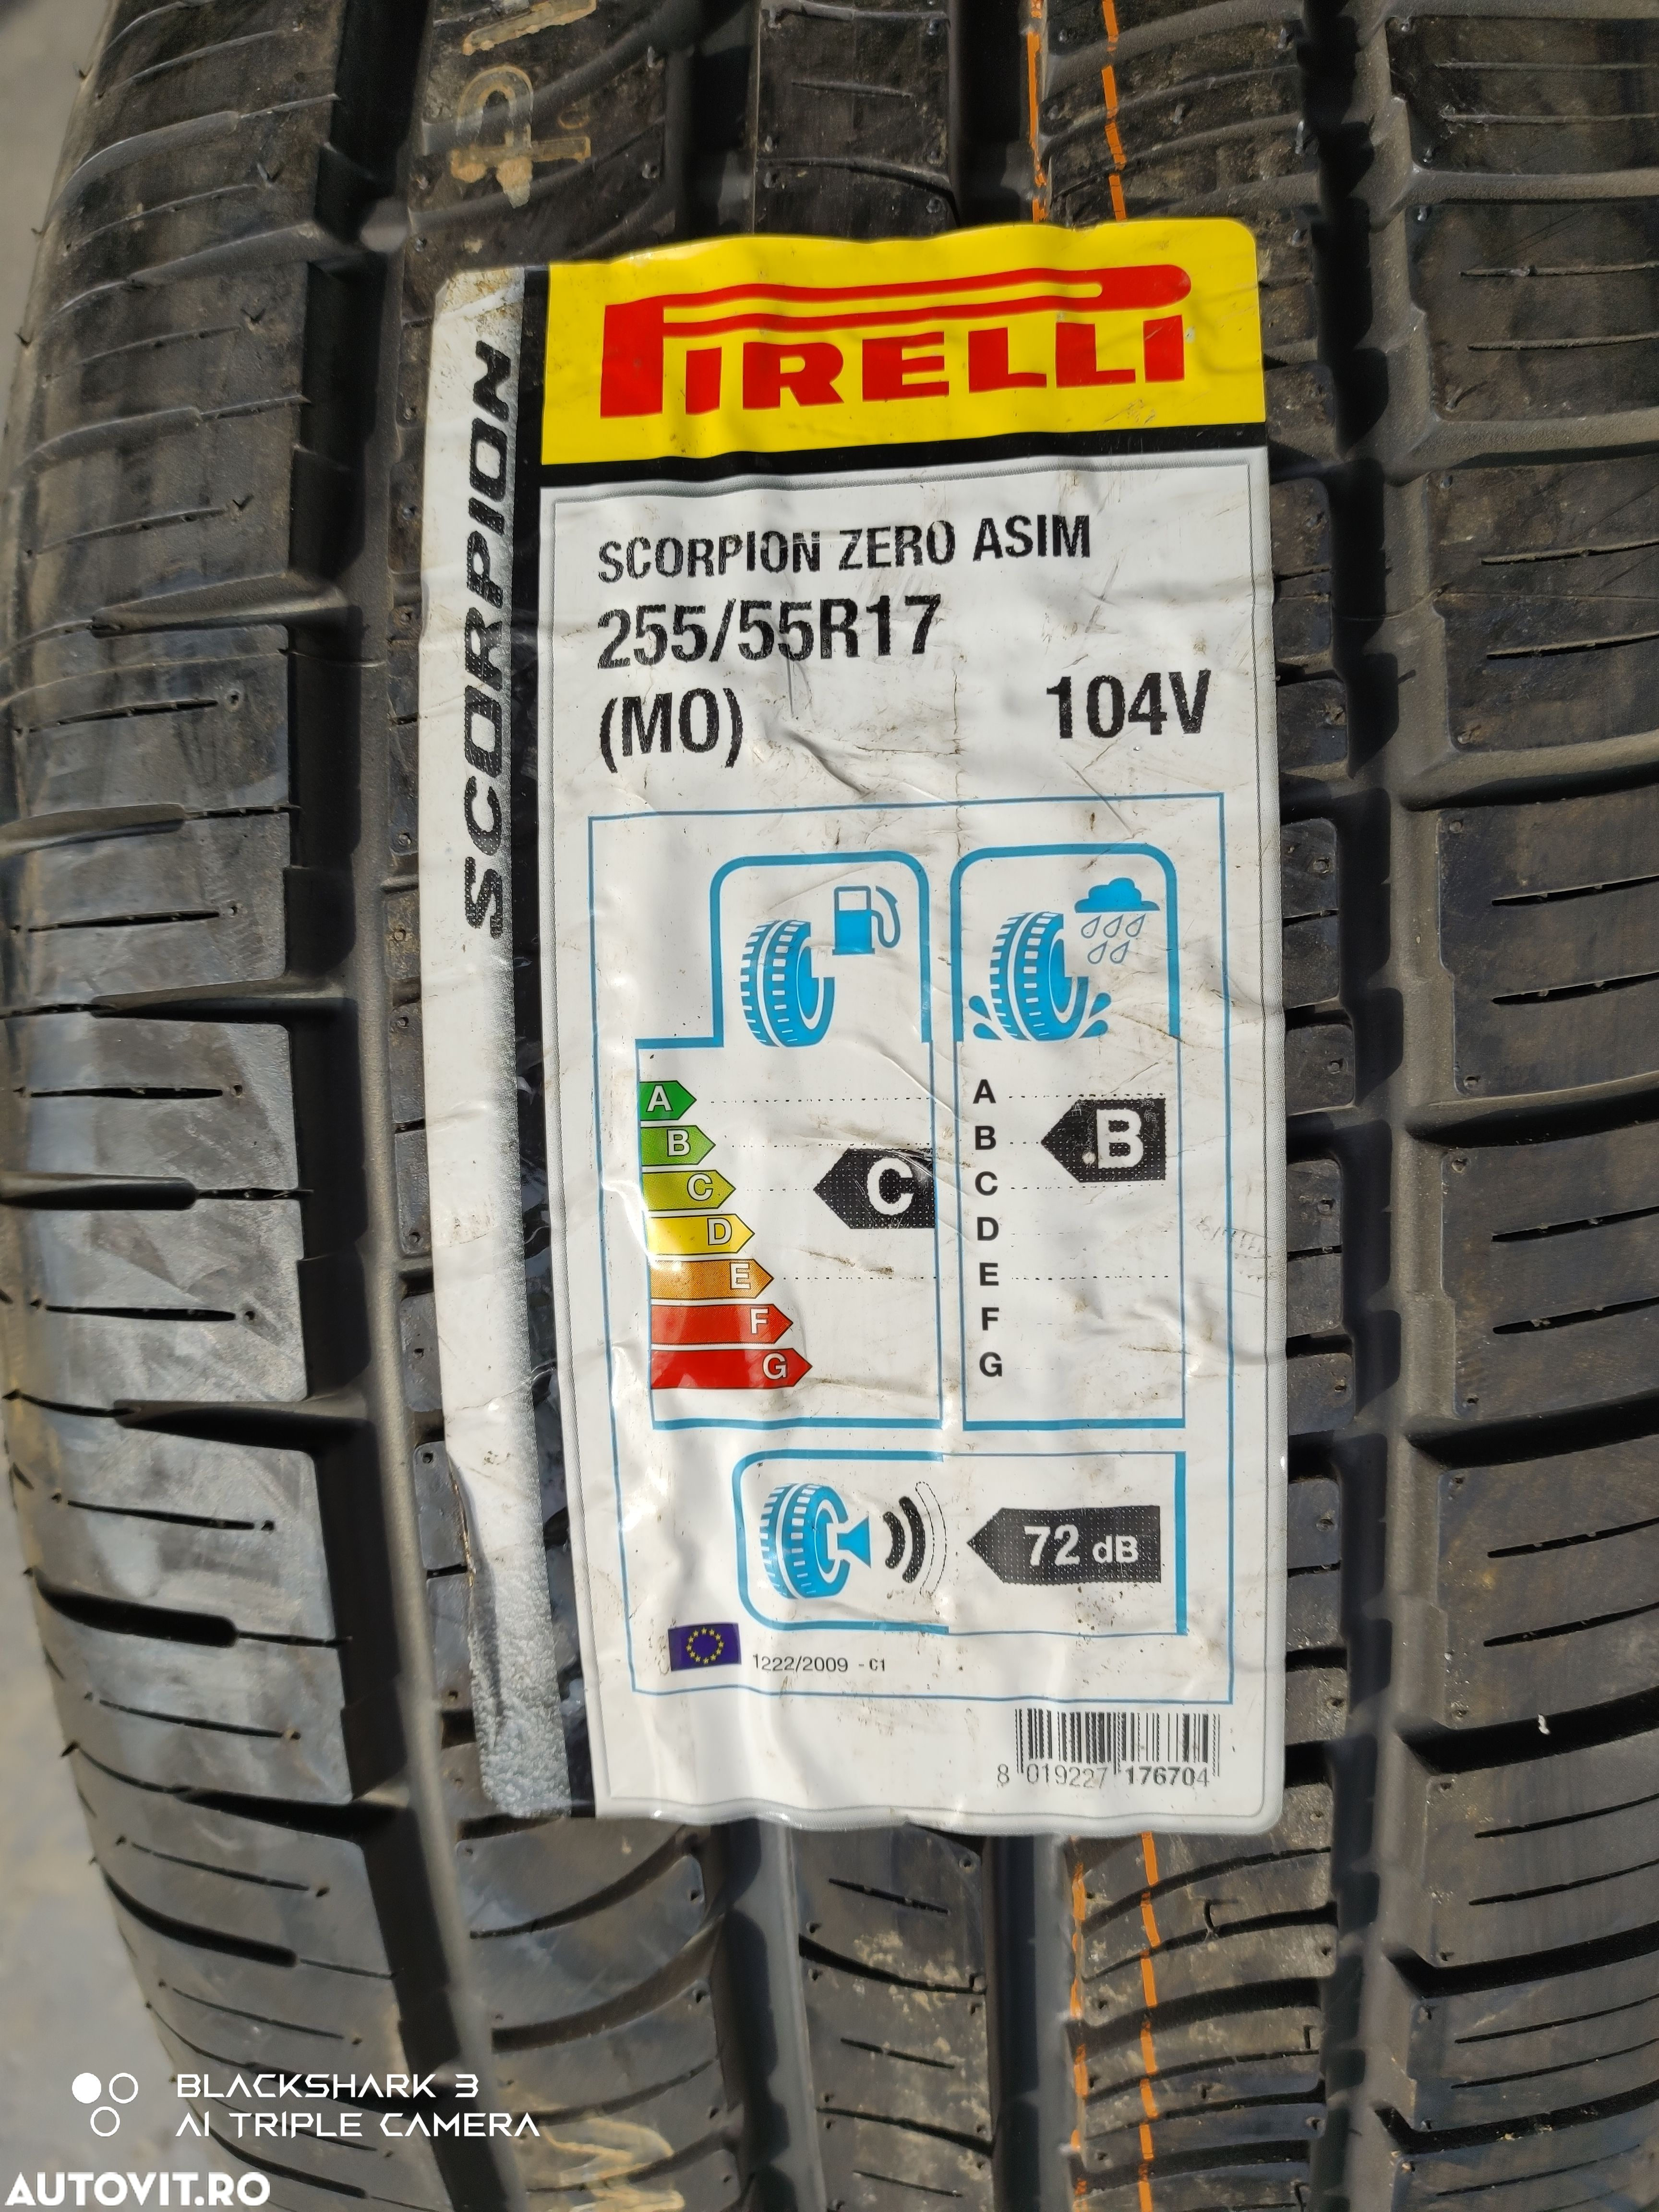 PIRELLI
SCORPION
SCORPION ZERO ASIM
255/55R17
(MO) 104V
A
B
C
D
E
F
G
C
A
B
C
D
E
F
G
B
72 dB
1222/2009 - C1
8 019227 176704
BLACKSHARK 3
AI TRIPLE CAMERA
AUTOVIT.RO